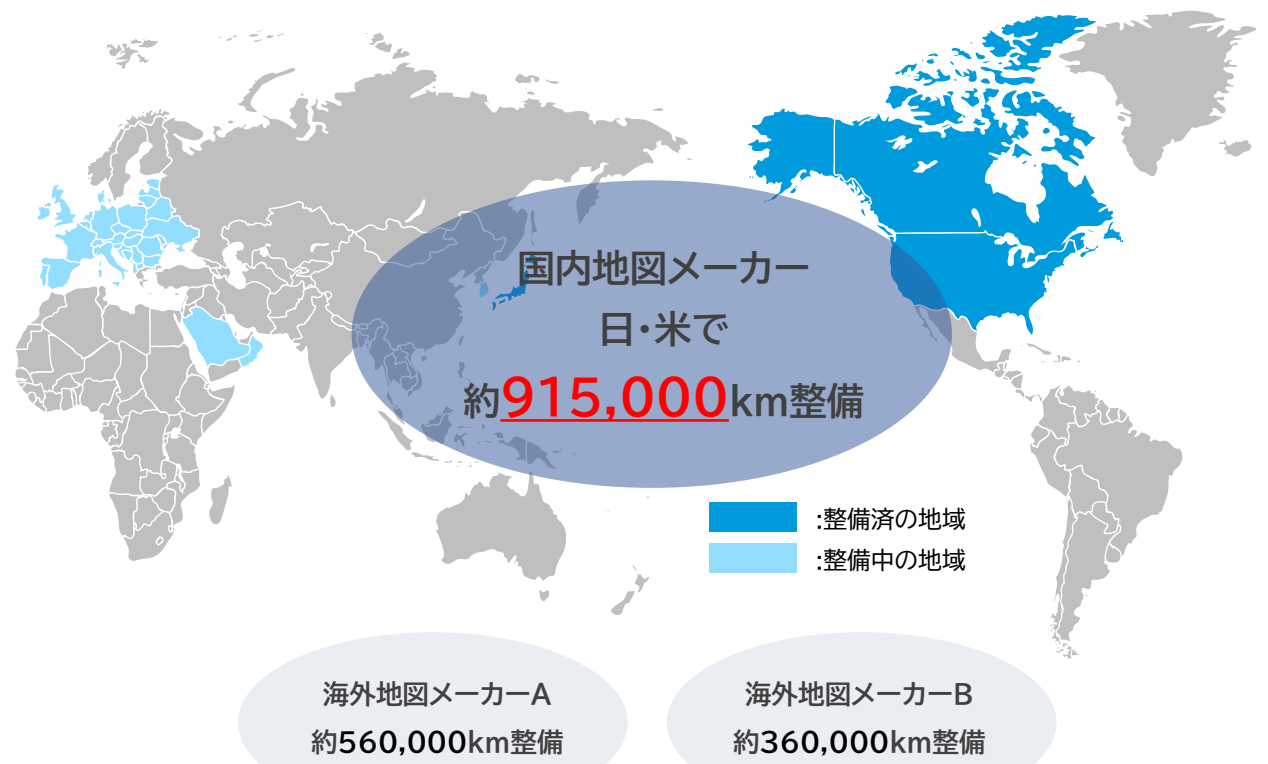 国内地図メーカー
日・米で
約915,000km整備
:整備済の地域
:整備中の地域
海外地図メーカーA
約560,000km整備
海外地図メーカーB
約360,000km整備